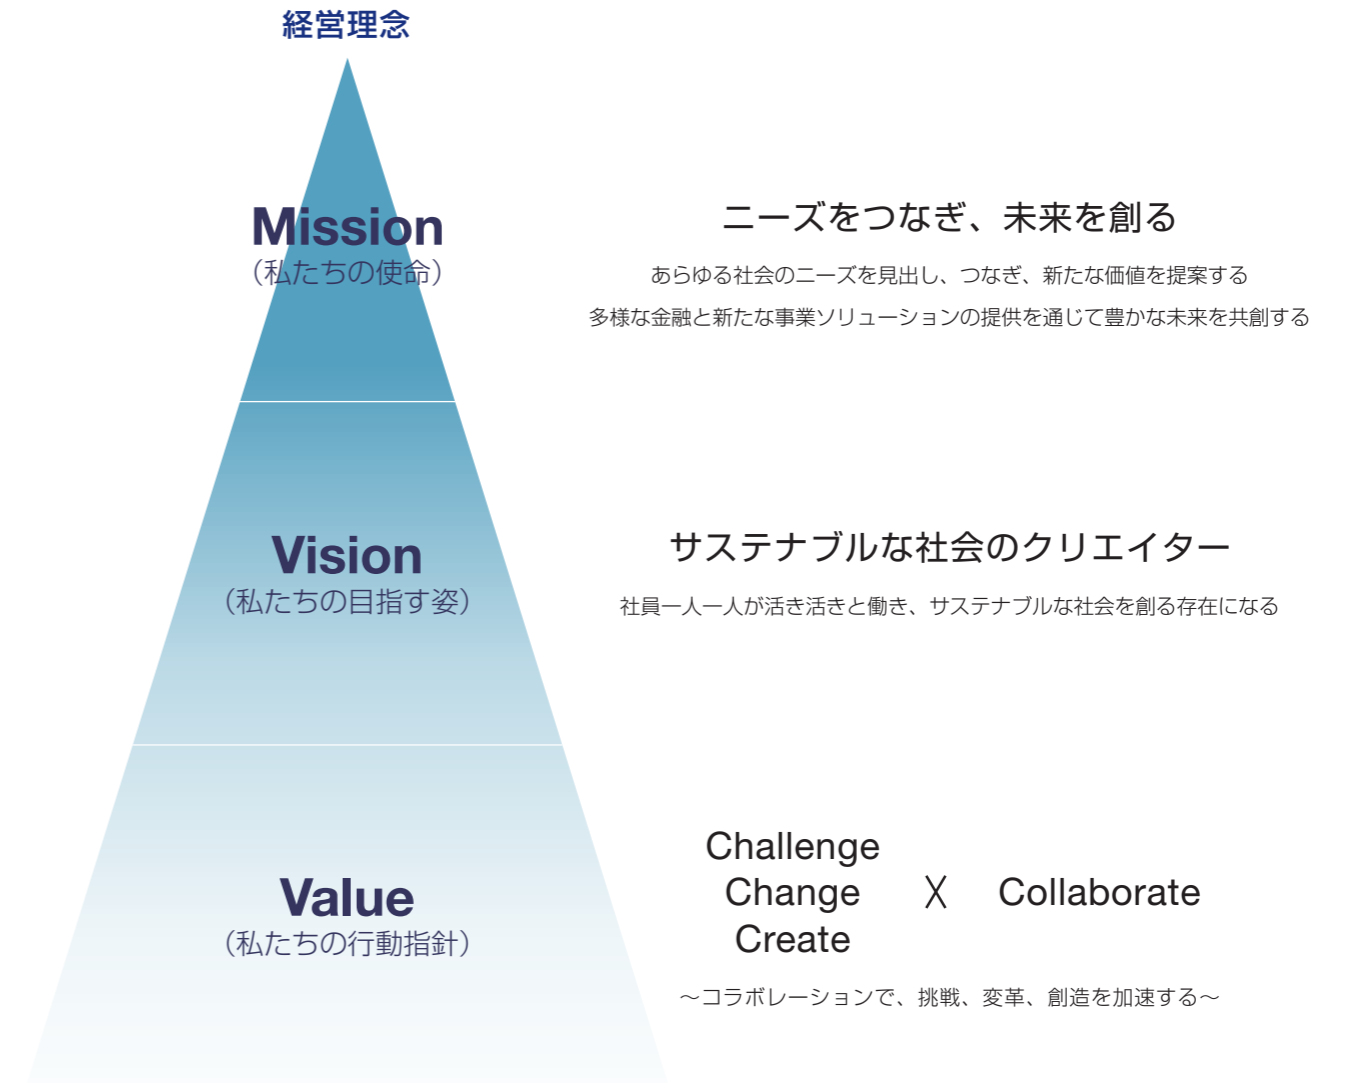 経営理念
Mission
（私たちの使命）
ニーズをつなぎ、未来を創る
あらゆる社会のニーズを見出し、つなぎ、新たな価値を提案する
多様な金融と新たな事業ソリューションの提供を通じて豊かな未来を共創する
Vision
（私たちの目指す姿）
サステナブルな社会のクリエイター
社員一人一人が活き活きと働き、サステナブルな社会を創る存在になる
Value
（私たちの行動指針）
Challenge
Change X Collaborate
Create
～コラボレーションで、挑戦、変革、創造を加速する～